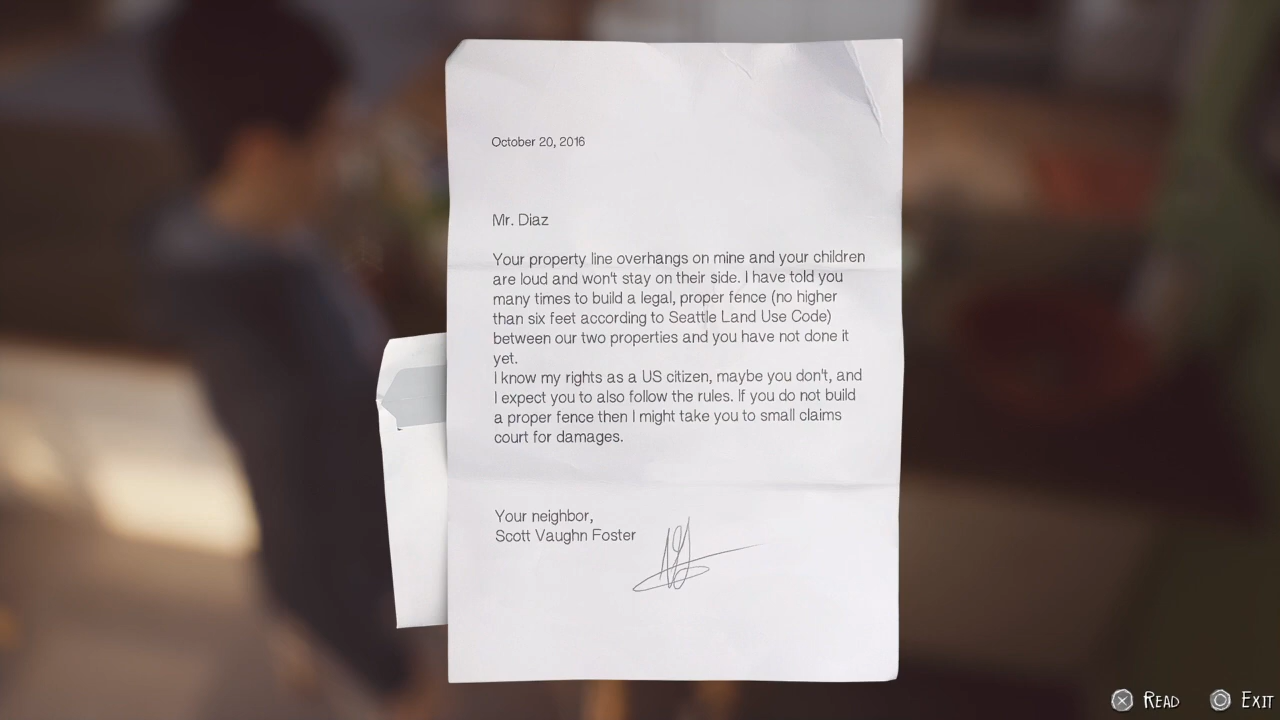 October 20, 2016
Mr. Diaz
Your property line overhangs on mine and your children
are loud and won't stay on their side. I have told you
many times to build a legal, proper fence (no higher
than six feet according to Seattle Land Use Code)
between our two properties and you have not done it
yet.
I know my rights as a US citizen, maybe you don't, and
I expect you to also follow the rules. If you do not build
a proper fence then I might take you to small claims
court for damages.
Your neighbor,
Scott Vaughn Foster
READ EXIT